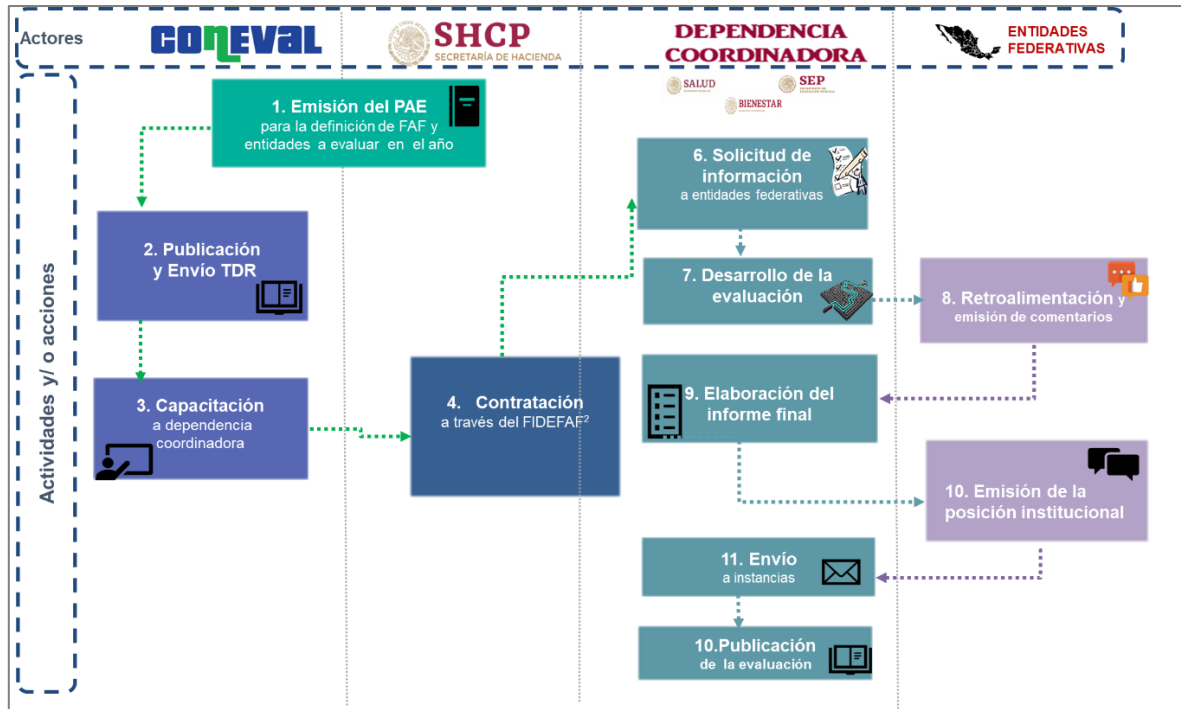 Actores
CONEVAL
SHCP
SECRETARÍA DE HACIENDA
DEPENDENCIA
COORDINADORA
SALUD
SEP
BIENESTAR
ENTIDADES
FEDERATIVAS
Actividades y/ o acciones
1. Emisión del PAE
para la definición de FAF y
entidades a evaluar en el año
2. Publicación
y Envío TDR
3. Capacitación
a dependencia
coordinadora
4. Contratación
a través del FIDEFAF²
6. Solicitud de
información
a entidades federativas
7. Desarrollo de la
evaluación
8. Retroalimentación y
emisión de comentarios
9. Elaboración del
informe final
10. Emisión de la
posición institucional
11. Envío
a instancias
10.Publicación
de la evaluación